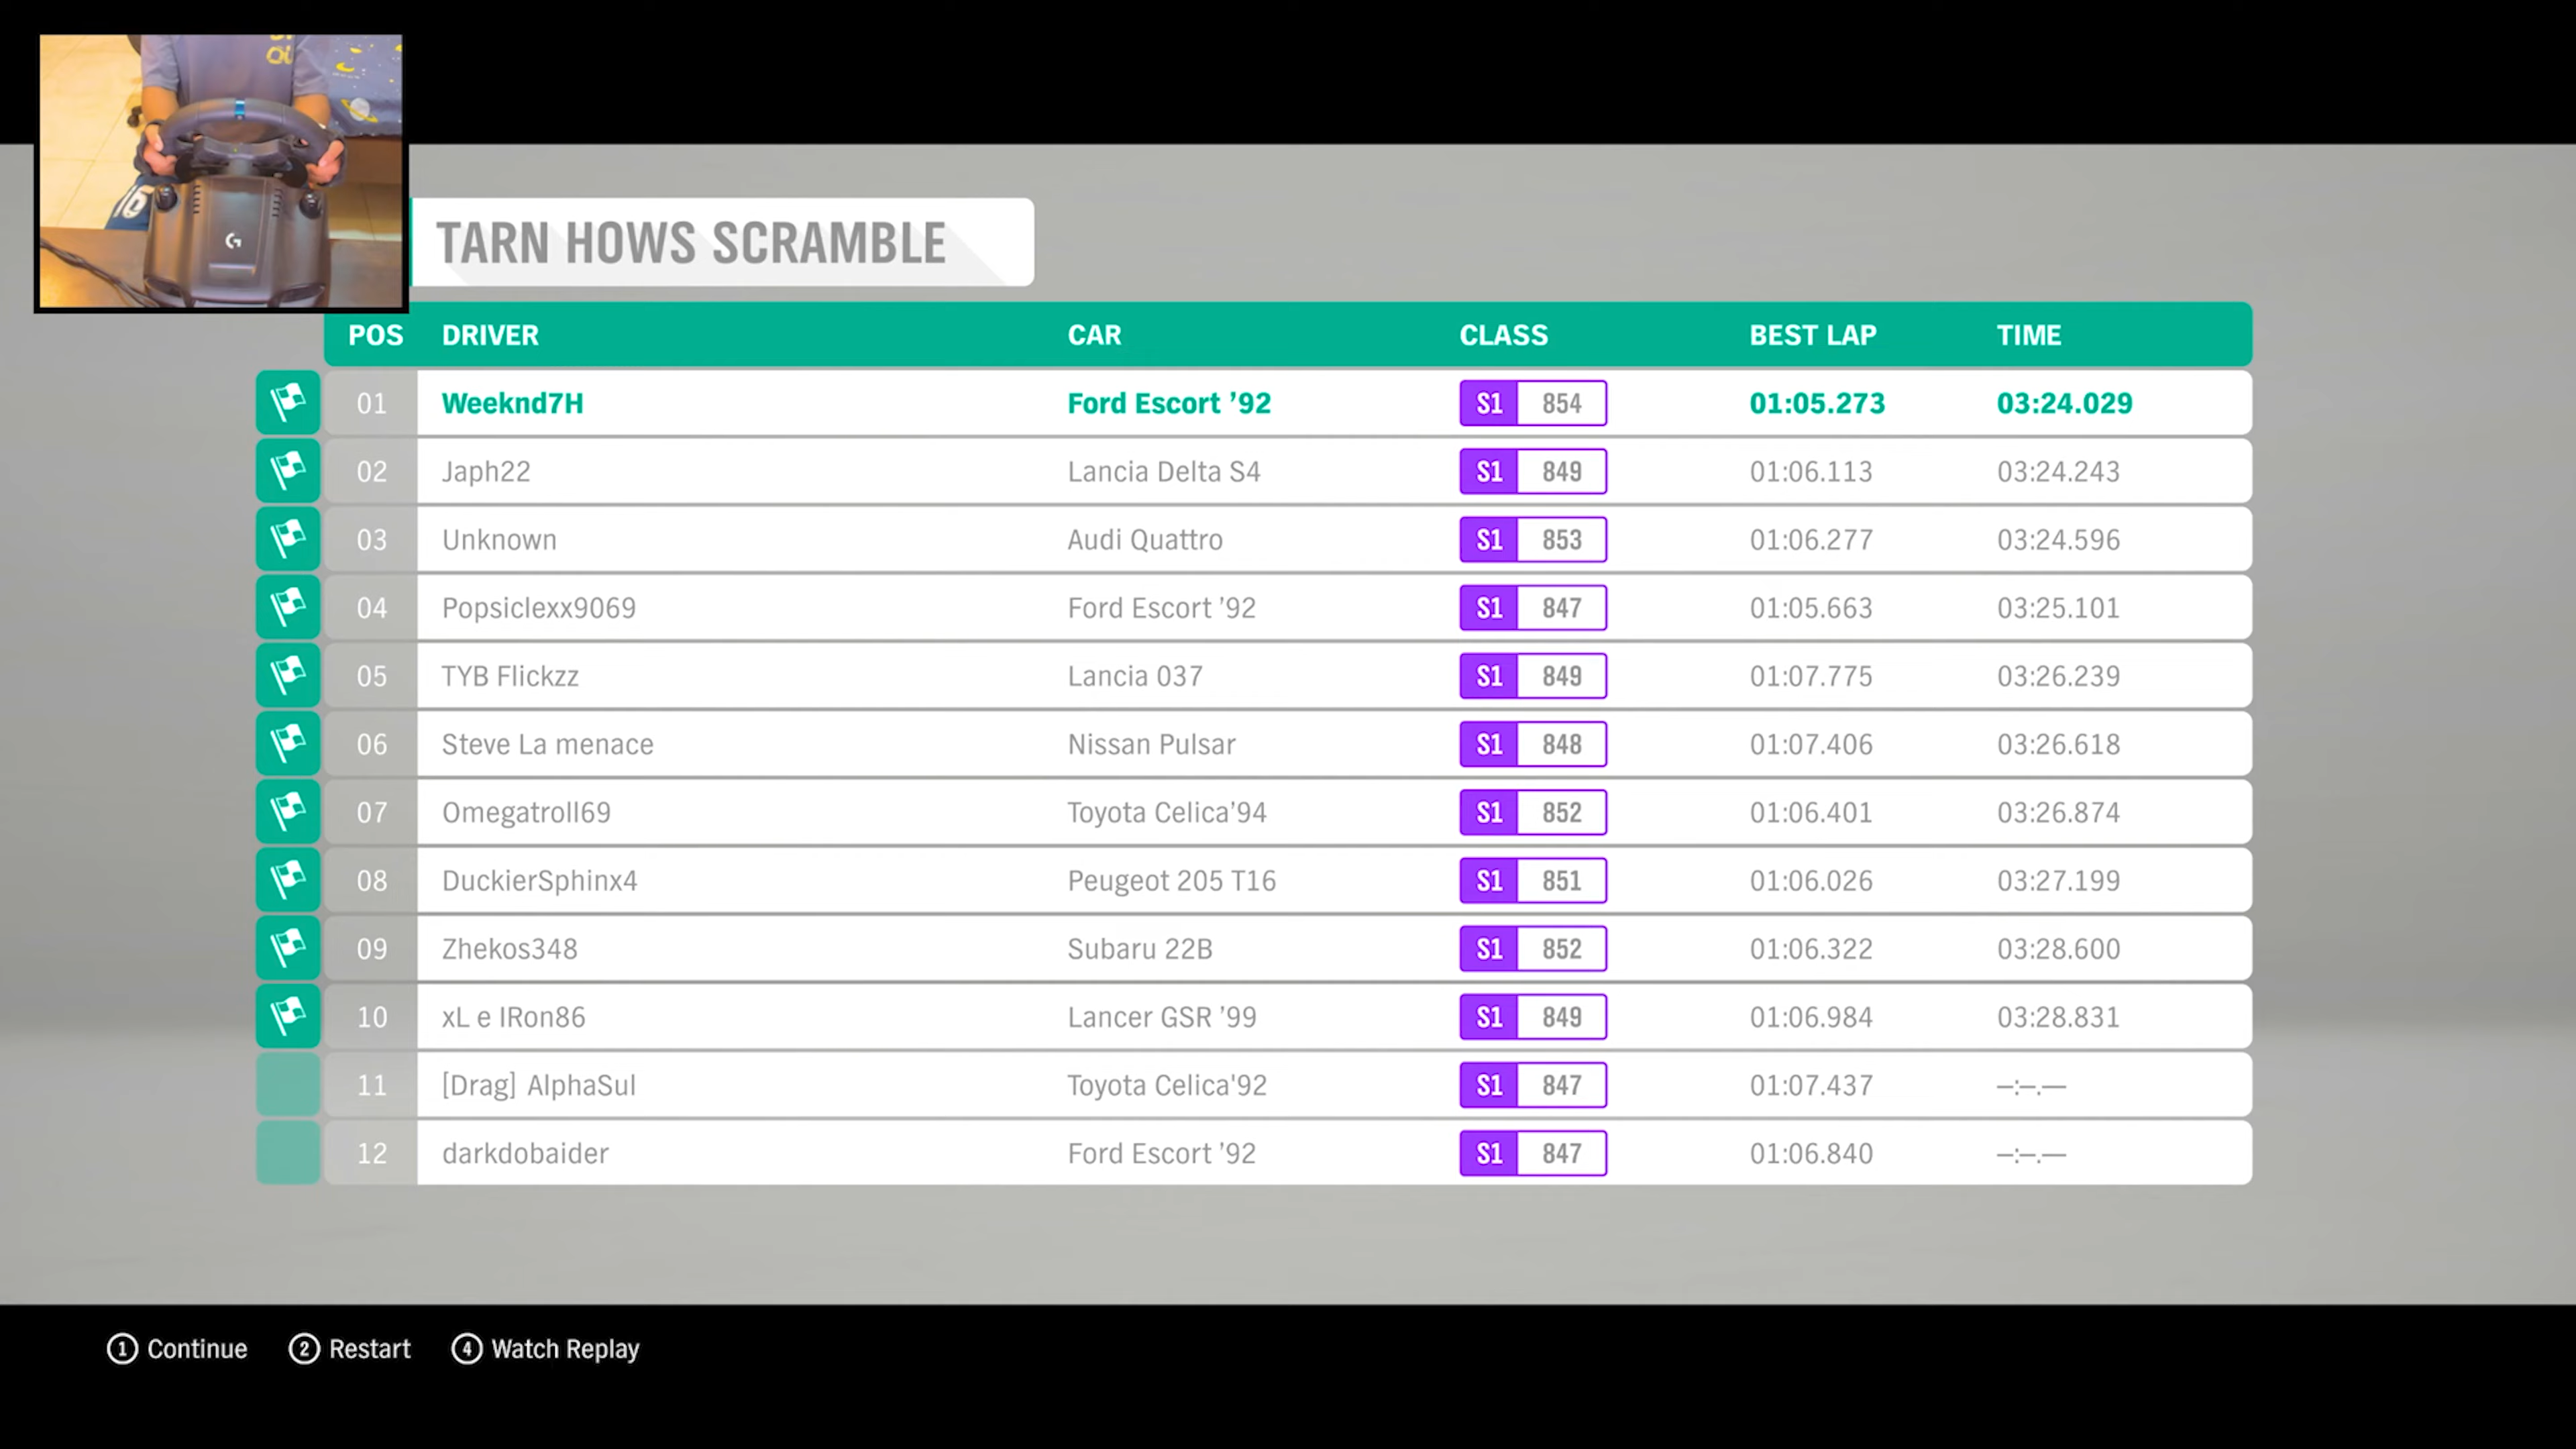 TARN HOWS SCRAMBLE
POS DRIVER CAR CLASS BEST LAP TIME
01 Weeknd7H Ford Escort ’92 S1 854 01:05.273 03:24.029
02 Japh22 Lancia Delta S4 S1 849 01:06.113 03:24.243
03 Unknown Audi Quattro S1 853 01:06.277 03:24.596
04 Popsiclexx9069 Ford Escort ’92 S1 847 01:05.663 03:25.101
05 TYB Flickzz Lancia 037 S1 849 01:07.775 03:26.239
06 Steve La menace Nissan Pulsar S1 848 01:07.406 03:26.618
07 Omegatroll69 Toyota Celica’94 S1 852 01:06.401 03:26.874
08 DuckierSphinx4 Peugeot 205 T16 S1 851 01:06.026 03:27.199
09 Zhekos348 Subaru 22B S1 852 01:06.322 03:28.600
10 xL e IRon86 Lancer GSR ’99 S1 849 01:06.984 03:28.831
11 [Drag] AlphaSul Toyota Celica'92 S1 847 01:07.437 –:–.—
12 darkdobaider Ford Escort ’92 S1 847 01:06.840 –:–.—
1 Continue 2 Restart 4 Watch Replay